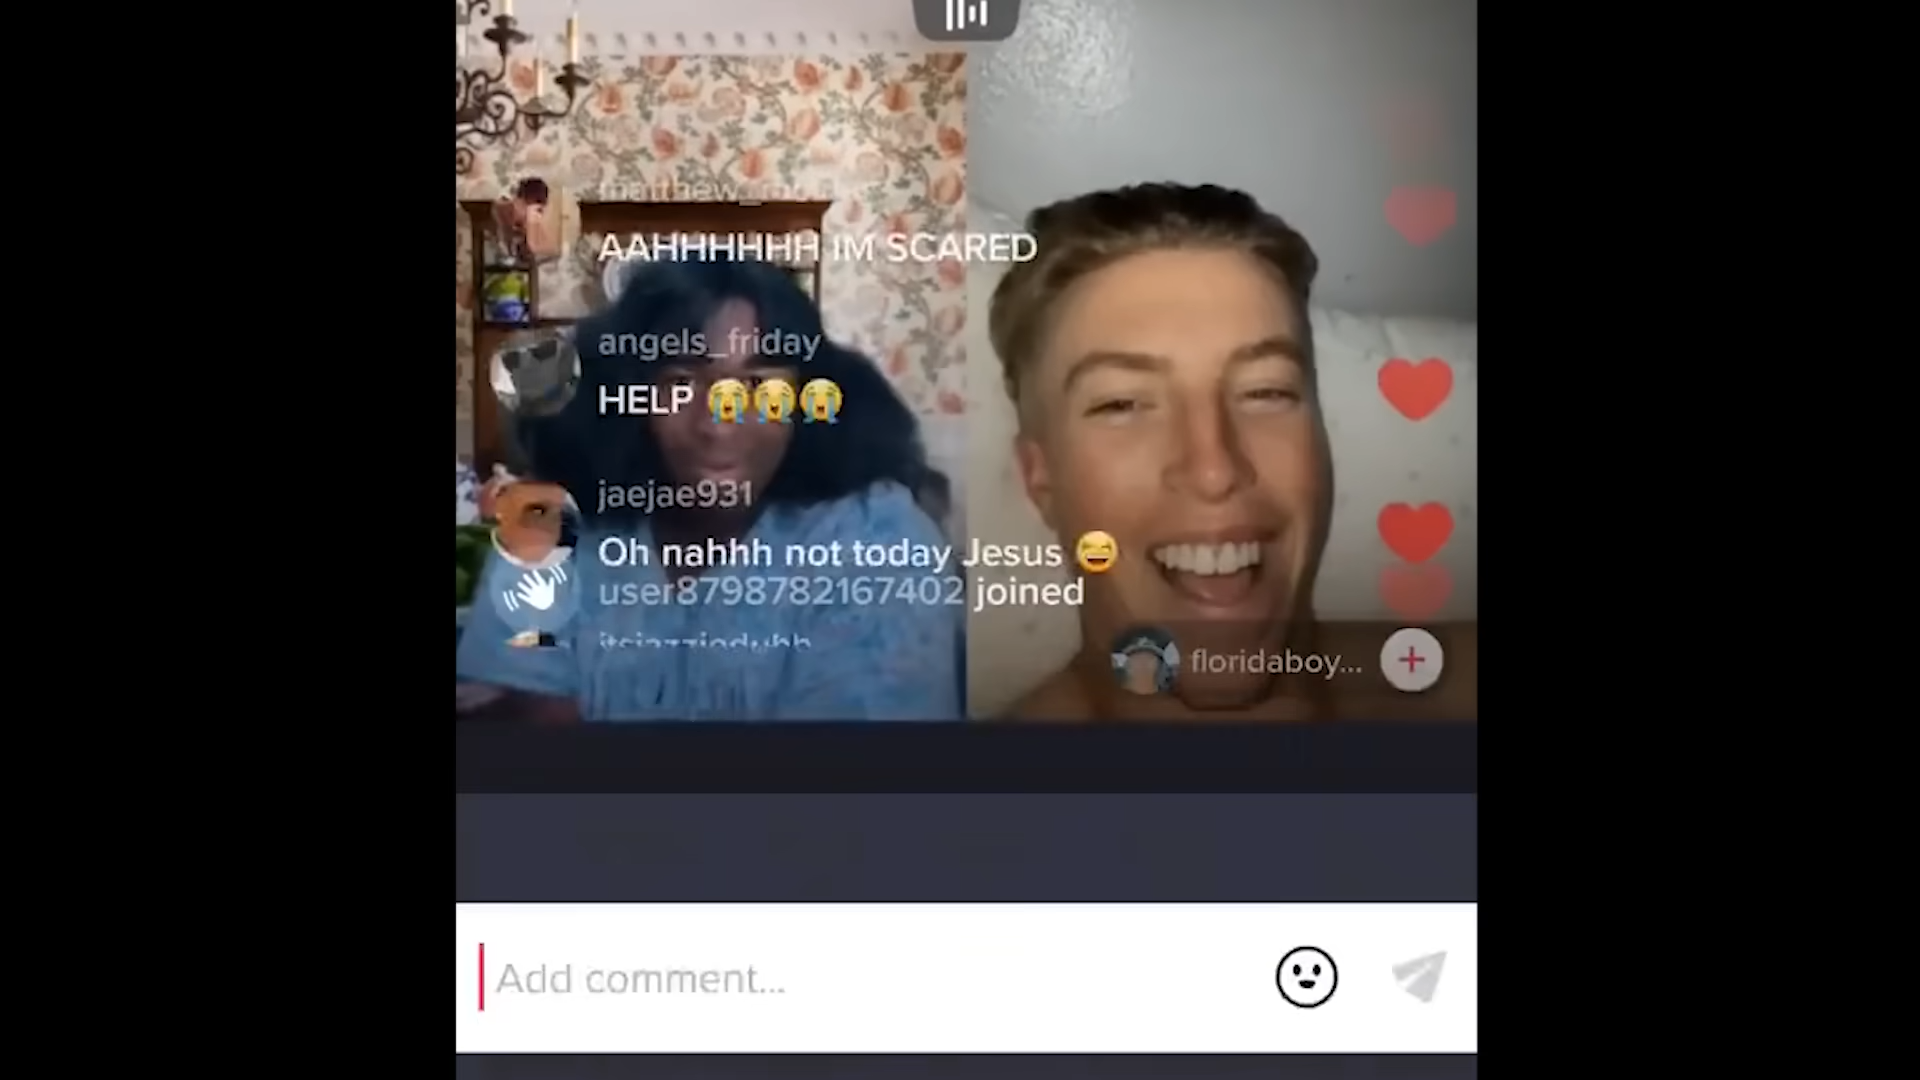 AAHHHHHH IM SCARED
angels_friday
HELP 😭😭😭
jaejae931
Oh nahhh not today Jesus 😆
user8798782167402 joined
floridaboy...
Add comment...